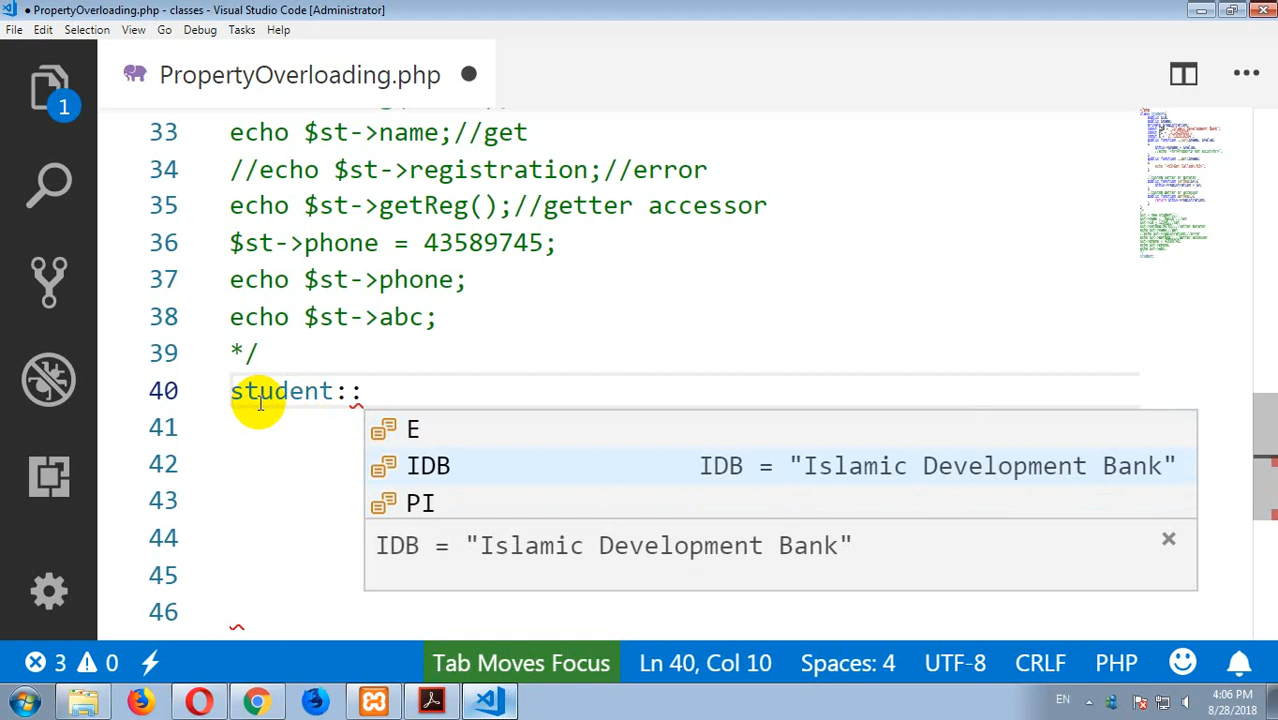 PropertyOverloading.php - classes - Visual Studio Code [Administrator]
File Edit Selection View Go Debug Tasks Help
1
PropertyOverloading.php
33 echo $st->name;//get
34 //echo $st->registration;//error
35 echo $st->getReg();//getter accessor
36 $st->phone = 43589745;
37 echo $st->phone;
38 echo $st->abc;
39 */
40 student::
41
E
42 IDB IDB = "Islamic Development Bank"
43 PI
44 IDB = "Islamic Development Bank"
45
46
3 0 Tab Moves Focus Ln 40, Col 10 Spaces: 4 UTF-8 CRLF PHP
EN 4:06 PM
8/28/2018